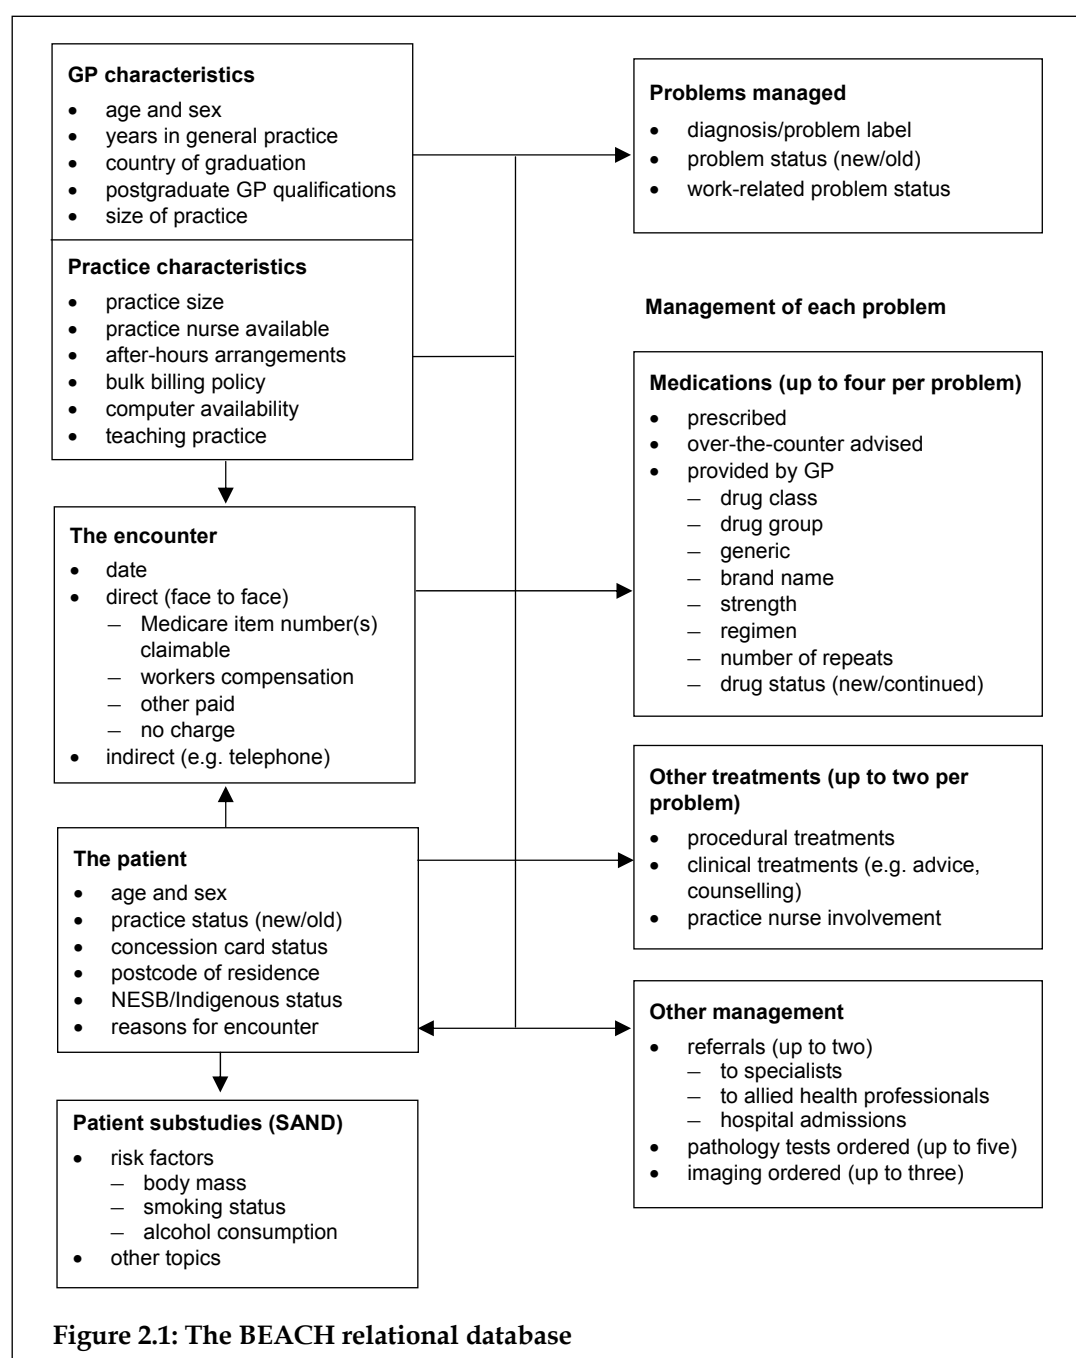 GP characteristics
• age and sex
• years in general practice
• country of graduation
• postgraduate GP qualifications
• size of practice
Practice characteristics
• practice size
• practice nurse available
• after-hours arrangements
• bulk billing policy
• computer availability
• teaching practice
The encounter
• date
• direct (face to face)
– Medicare item number(s)
claimable
– workers compensation
– other paid
– no charge
• indirect (e.g. telephone)
The patient
• age and sex
• practice status (new/old)
• concession card status
• postcode of residence
• NESB/Indigenous status
• reasons for encounter
Patient substudies (SAND)
• risk factors
– body mass
– smoking status
– alcohol consumption
• other topics
Problems managed
• diagnosis/problem label
• problem status (new/old)
• work-related problem status
Management of each problem
Medications (up to four per problem)
• prescribed
• over-the-counter advised
• provided by GP
– drug class
– drug group
– generic
– brand name
– strength
– regimen
– number of repeats
– drug status (new/continued)
Other treatments (up to two per
problem)
• procedural treatments
• clinical treatments (e.g. advice,
counselling)
• practice nurse involvement
Other management
• referrals (up to two)
– to specialists
– to allied health professionals
– hospital admissions
• pathology tests ordered (up to five)
• imaging ordered (up to three)
Figure 2.1: The BEACH relational database